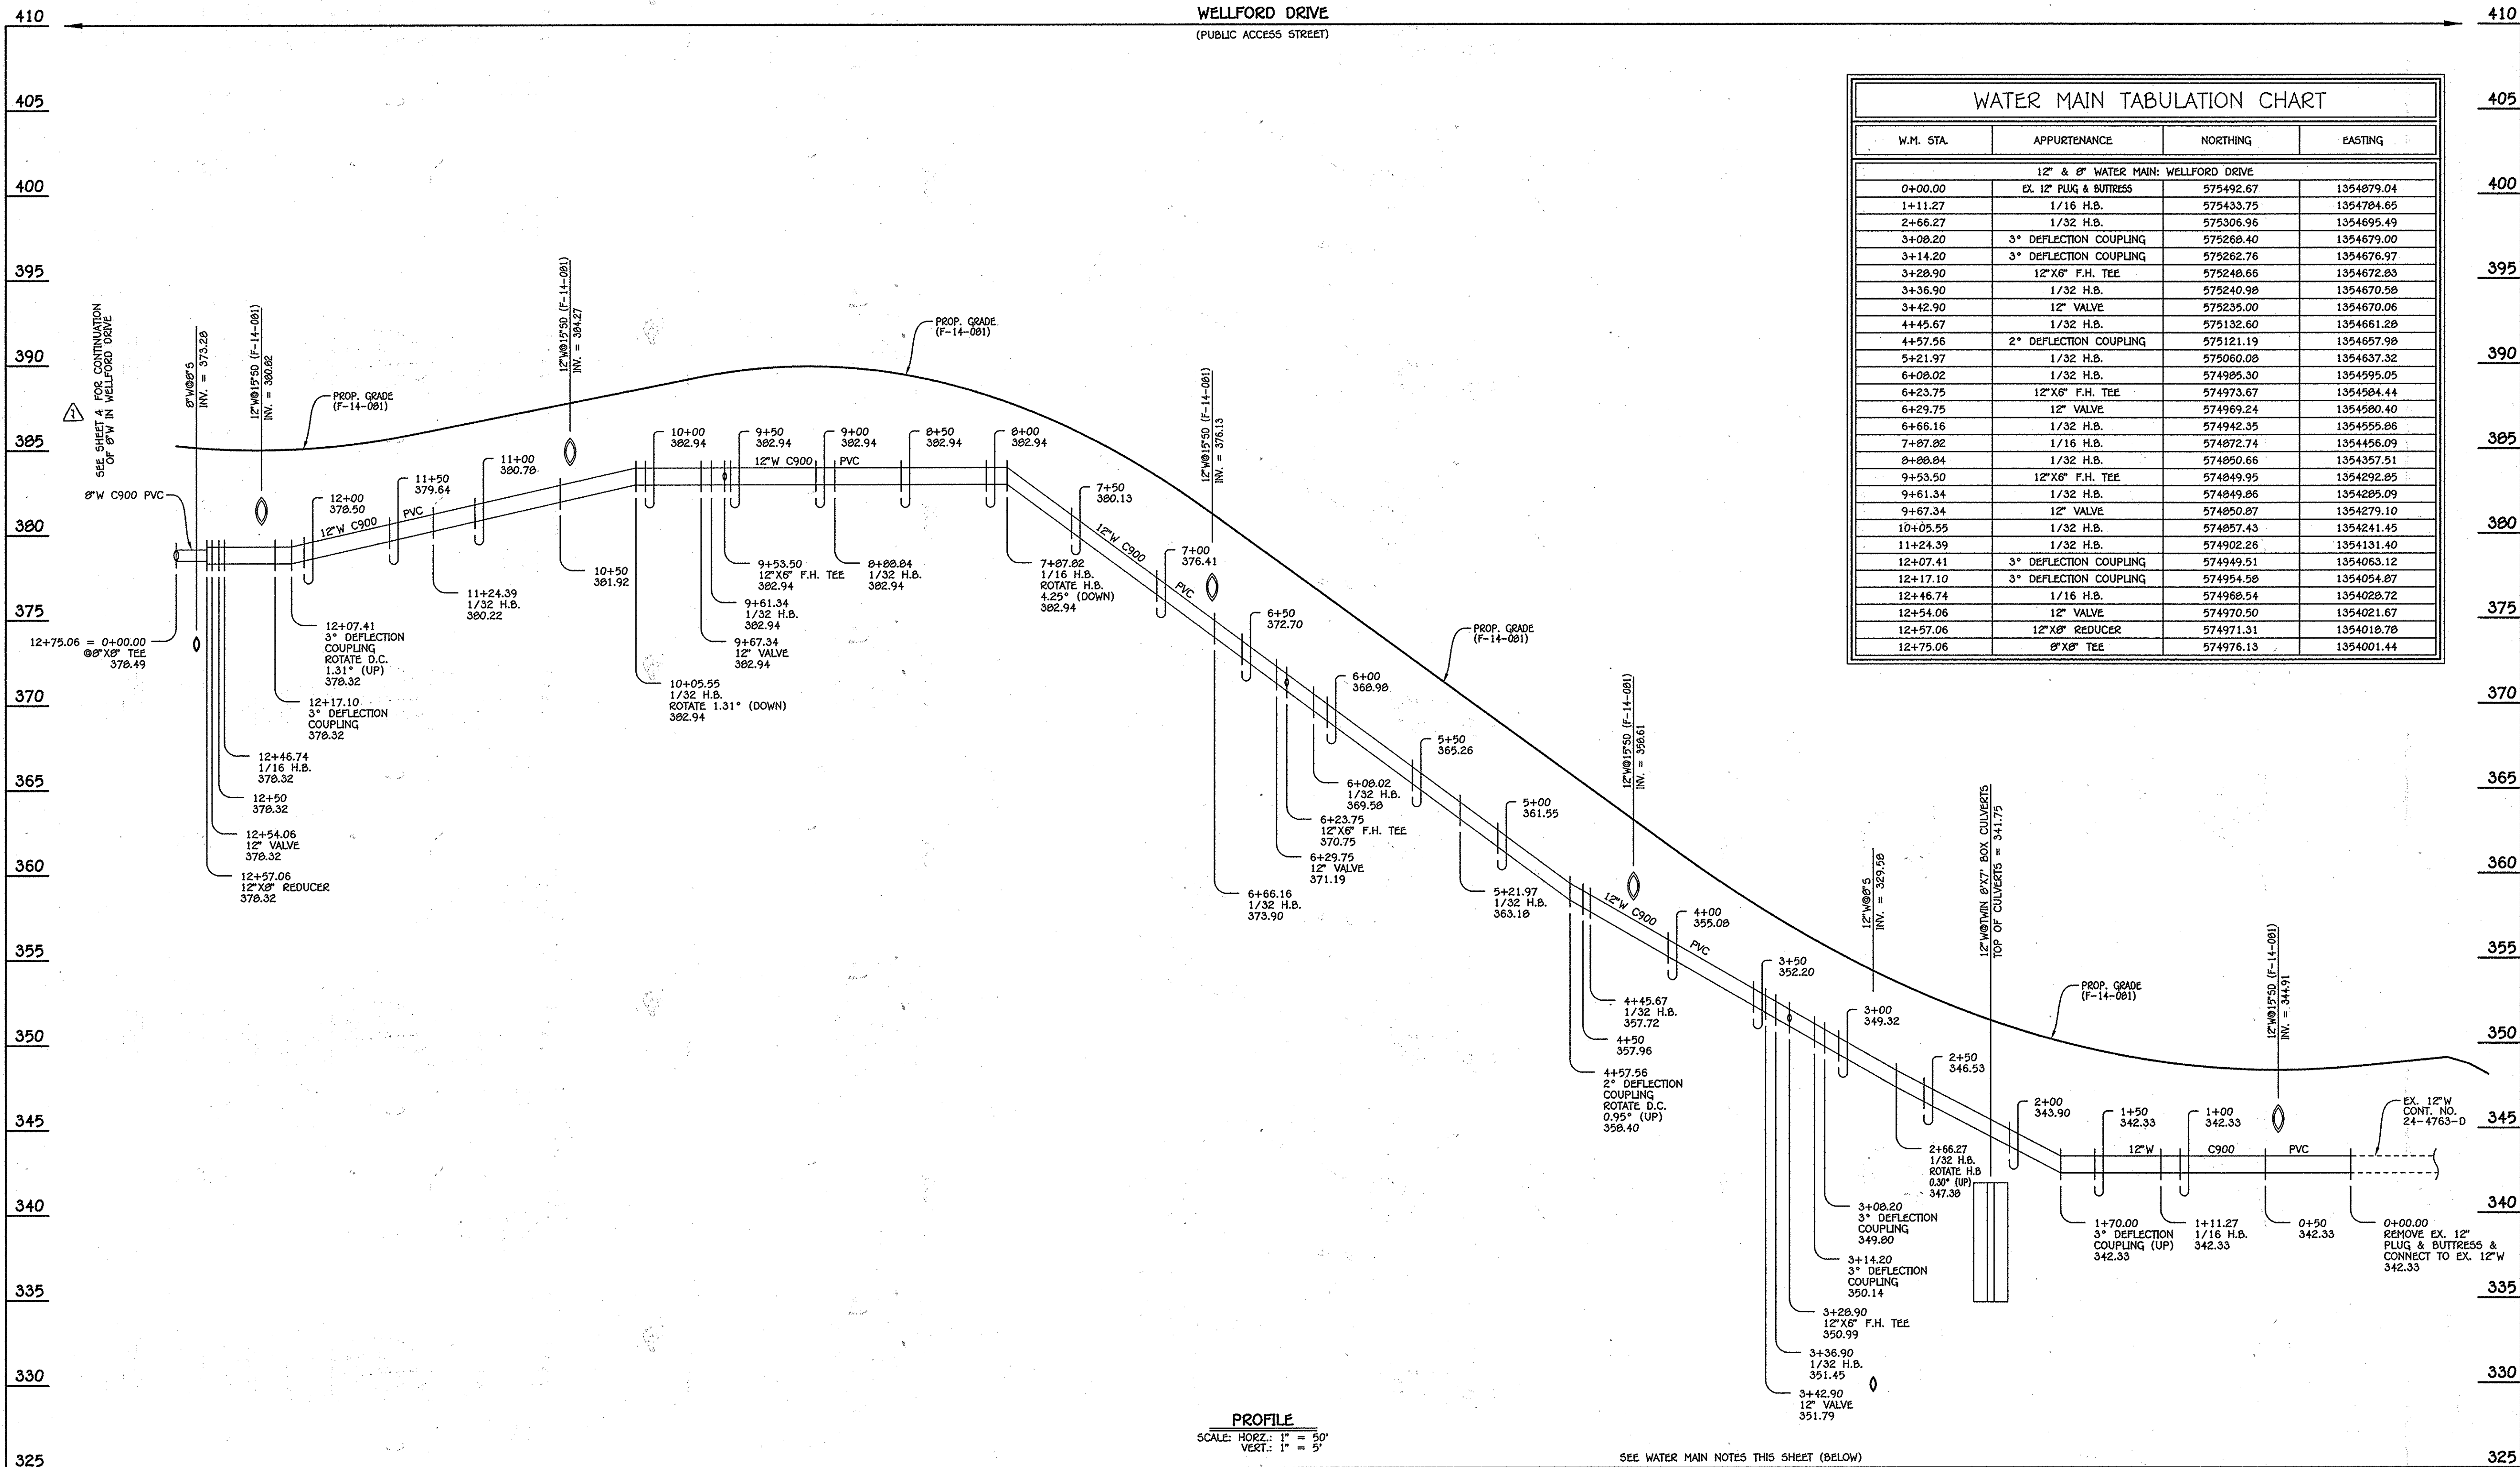 WELLFORD DRIVE
(PUBLIC ACCESS STREET)
410
405
400
395
390
385
380
375
370
365
360
355
350
345
340
335
330
325
410
405
400
395
390
385
380
375
370
365
360
355
350
345
340
335
330
325
WATER MAIN TABULATION CHART
W.M. STA. APPURTENANCE NORTHING EASTING
12" & 8" WATER MAIN: WELLFORD DRIVE
0+00.00 EX. 12" PLUG & BUTTRESS 575492.67 1354879.04
1+11.27 1/16 H.B. 575433.75 1354784.65
2+66.27 1/32 H.B. 575306.96 1354695.49
3+08.20 3° DEFLECTION COUPLING 575268.40 1354679.00
3+14.20 3° DEFLECTION COUPLING 575262.76 1354676.97
3+28.90 12"X6" F.H. TEE 575248.66 1354672.83
3+36.90 1/32 H.B. 575240.98 1354670.58
3+42.90 12" VALVE 575235.00 1354670.06
4+45.67 1/32 H.B. 575132.60 1354661.28
4+57.56 2° DEFLECTION COUPLING 575121.19 1354657.98
5+21.97 1/32 H.B. 575060.08 1354637.32
6+08.02 1/32 H.B. 574985.30 1354595.05
6+23.75 12"X6" F.H. TEE 574973.67 1354584.44
6+29.75 12" VALVE 574969.24 1354580.40
6+66.16 1/32 H.B. 574942.35 1354555.86
7+87.82 1/16 H.B. 574872.74 1354456.09
8+88.84 1/32 H.B. 574850.66 1354357.51
9+53.50 12"X6" F.H. TEE 574849.95 1354292.85
9+61.34 1/32 H.B. 574849.86 1354285.09
9+67.34 12" VALVE 574850.87 1354279.10
10+05.55 1/32 H.B. 574857.43 1354241.45
11+24.39 1/32 H.B. 574902.26 1354131.40
12+07.41 3° DEFLECTION COUPLING 574949.51 1354063.12
12+17.10 3° DEFLECTION COUPLING 574954.58 1354054.87
12+46.74 1/16 H.B. 574968.54 1354028.72
12+54.06 12" VALVE 574970.50 1354021.67
12+57.06 12"X8" REDUCER 574971.31 1354018.78
12+75.06 8"X8" TEE 574976.13 1354001.44
1
SEE SHEET 4 FOR CONTINUATION
OF 8"W IN WELLFORD DRIVE
8"W@8"S
INV. = 373.28
12"W@15"SD (F-14-081)
INV. = 380.82
PROP. GRADE
(F-14-081)
12"W@15"SD (F-14-081)
INV. = 384.27
PROP. GRADE
(F-14-081)
12"W@15"SD (F-14-081)
INV. = 376.13
PROP. GRADE
(F-14-081)
12"W@15"SD (F-14-081)
INV. = 358.61
12"W@8"S
INV. = 329.58
12"W@TWIN 8'X7' BOX CULVERTS
TOP OF CULVERTS = 341.75
PROP. GRADE
(F-14-081)
12"W@15"SD (F-14-081)
INV. = 344.91
8"W C900 PVC
12+00
378.50
12"W C900 PVC
11+50
379.64
11+00
380.78
10+00
382.94
9+50
382.94
9+00
382.94
8+50
382.94
8+00
382.94
12"W C900 PVC
7+50
380.13
12"W C900 PVC
7+00
376.41
6+50
372.70
6+00
368.98
5+50
365.26
5+00
361.55
12"W C900 PVC
4+00
355.08
3+50
352.20
3+00
349.32
2+50
346.53
2+00
343.90
1+50
342.33
1+00
342.33
12"W C900 PVC
EX. 12"W
CONT. NO.
24-4763-D
12+75.06 = 0+00.00
@8"X8" TEE
378.49
12+07.41
3° DEFLECTION
COUPLING
ROTATE D.C.
1.31° (UP)
378.32
12+17.10
3° DEFLECTION
COUPLING
378.32
12+46.74
1/16 H.B.
378.32
12+50
378.32
12+54.06
12" VALVE
378.32
12+57.06
12"X8" REDUCER
378.32
11+24.39
1/32 H.B.
380.22
10+50
381.92
10+05.55
1/32 H.B.
ROTATE 1.31° (DOWN)
382.94
9+53.50
12"X6" F.H. TEE
382.94
9+61.34
1/32 H.B.
382.94
9+67.34
12" VALVE
382.94
8+88.84
1/32 H.B.
382.94
7+87.82
1/16 H.B.
ROTATE H.B.
4.25° (DOWN)
382.94
6+66.16
1/32 H.B.
373.90
6+08.02
1/32 H.B.
369.58
6+23.75
12"X6" F.H. TEE
370.75
6+29.75
12" VALVE
371.19
5+21.97
1/32 H.B.
363.18
4+45.67
1/32 H.B.
357.72
4+50
357.96
4+57.56
2° DEFLECTION
COUPLING
ROTATE D.C.
0.95° (UP)
358.40
2+66.27
1/32 H.B.
ROTATE H.B
0.30° (UP)
347.38
3+08.20
3° DEFLECTION
COUPLING
349.80
3+14.20
3° DEFLECTION
COUPLING
350.14
3+28.90
12"X6" F.H. TEE
350.99
3+36.90
1/32 H.B.
351.45
3+42.90
12" VALVE
351.79
1+70.00
3° DEFLECTION
COUPLING (UP)
342.33
1+11.27
1/16 H.B.
342.33
0+50
342.33
0+00.00
REMOVE EX. 12"
PLUG & BUTTRESS &
CONNECT TO EX. 12"W
342.33
PROFILE
SCALE: HORZ.: 1" = 50'
VERT.: 1" = 5'
SEE WATER MAIN NOTES THIS SHEET (BELOW)